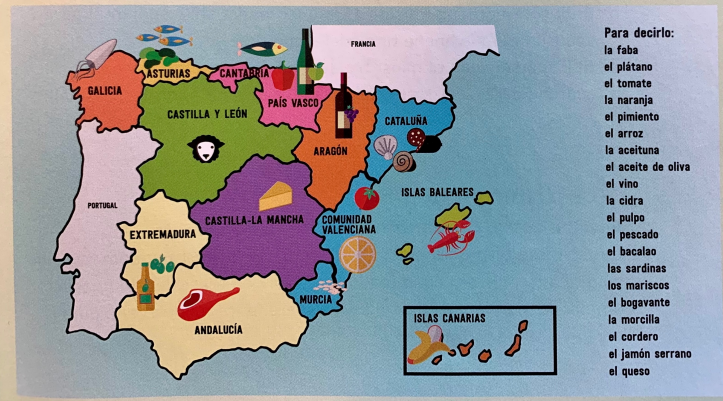 FRANCIA
GALICIA
ASTURIAS
CANTABRIA
PAÍS VASCO
CASTILLA Y LEÓN
CATALUÑA
ARAGÓN
PORTUGAL
ISLAS BALEARES
EXTREMADURA
CASTILLA-LA MANCHA
COMUNIDAD
VALENCIANA
MURCIA
ANDALUCÍA
ISLAS CANARIAS
Para decirlo:
la faba
el plátano
el tomate
la naranja
el pimiento
el arroz
la aceituna
el aceite de oliva
el vino
la cidra
el pulpo
el pescado
el bacalao
las sardinas
los mariscos
el bogavante
la morcilla
el cordero
el jamón serrano
el queso